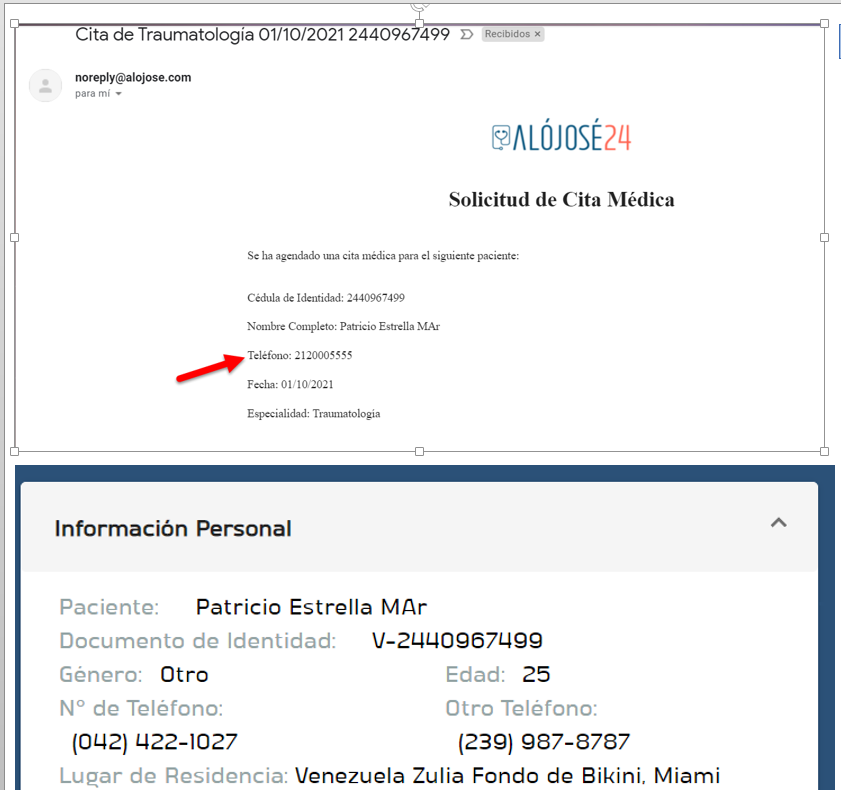 Cita de Traumatología 01/10/2021 2440967499 Recibidos ×
noreply@alojose.com
para mí
ALÓJOSÉ24
Solicitud de Cita Médica
Se ha agendado una cita médica para el siguiente paciente:
Cédula de Identidad: 2440967499
Nombre Completo: Patricio Estrella MAr
Teléfono: 2120005555
Fecha: 01/10/2021
Especialidad: Traumatologia
Información Personal
Paciente: Patricio Estrella MAr
Documento de Identidad: V-2440967499
Género: Otro Edad: 25
N° de Teléfono: Otro Teléfono:
(042) 422-1027 (239) 987-8787
Lugar de Residencia: Venezuela Zulia Fondo de Bikini, Miami